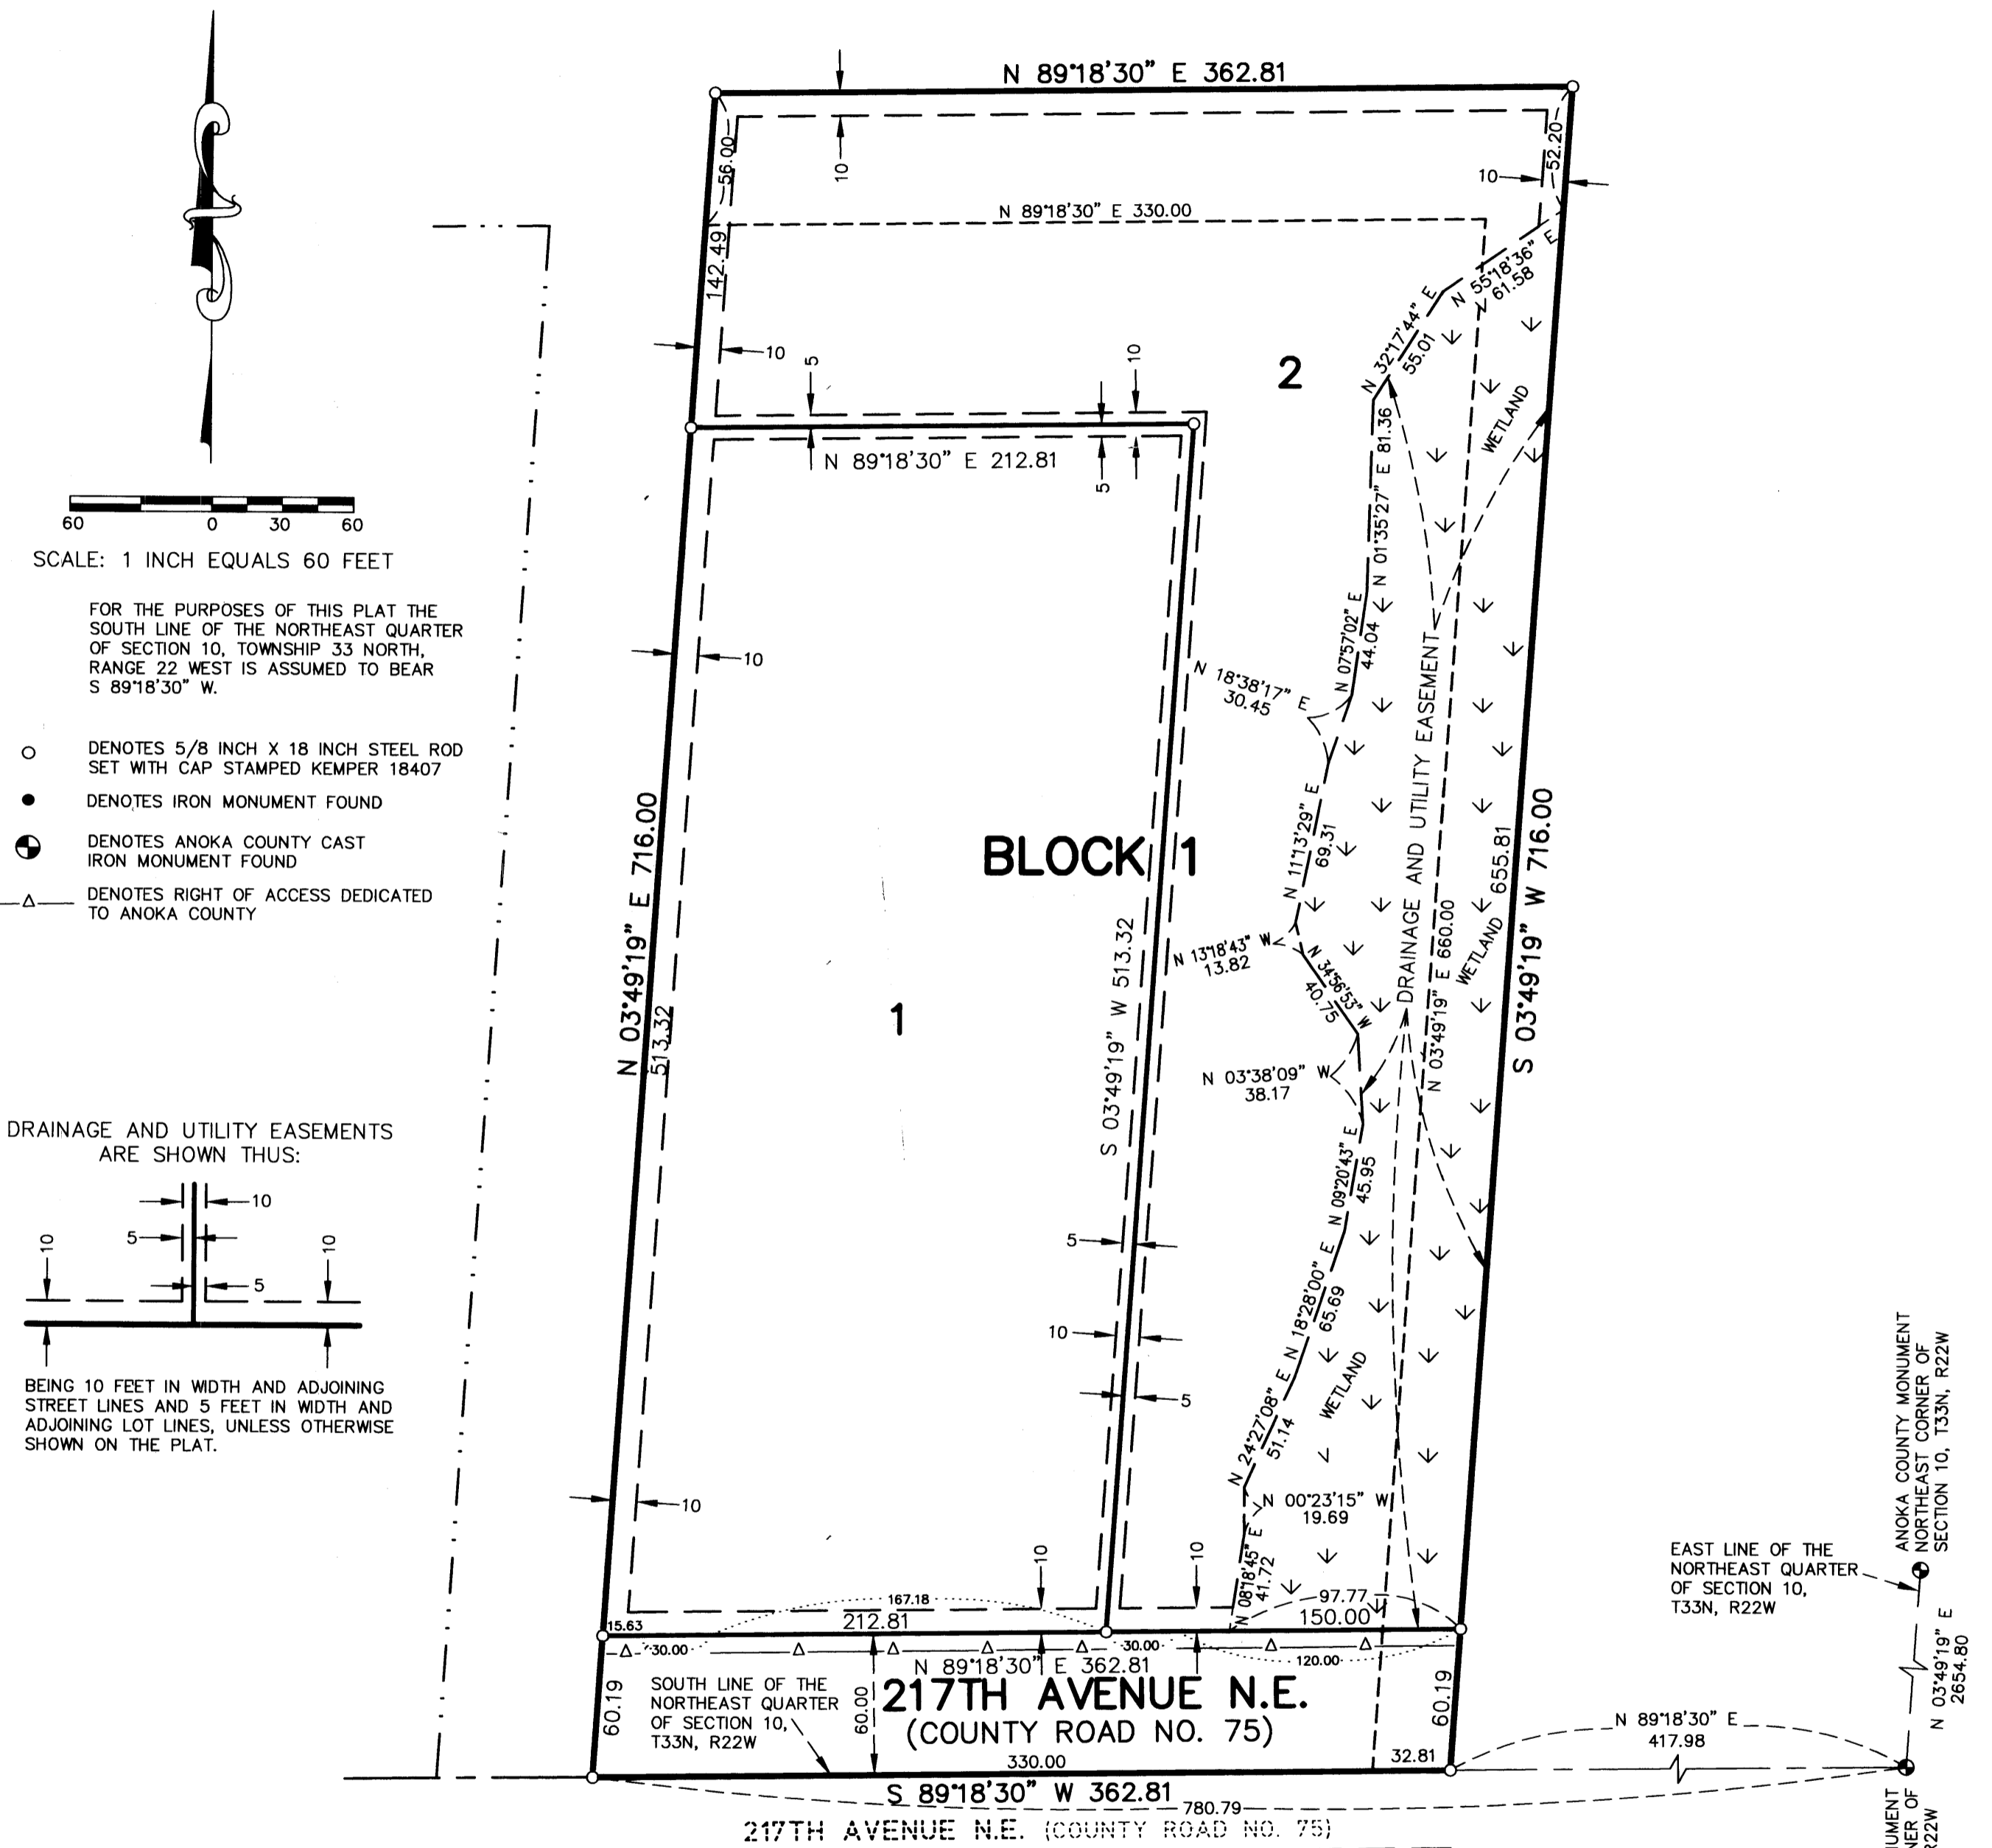 N 89°18'30" E 362.81
56.00
10
52.20
10
N 89°18'30" E 330.00
142.49
N 55°18'36" E
61.58
N 32°17'44" E
55.01
10
5
10
2
WETLAND
N 89°18'30" E 212.81
5
N 01°35'27" E 81.36
60 0 30 60
SCALE: 1 INCH EQUALS 60 FEET
FOR THE PURPOSES OF THIS PLAT THE
SOUTH LINE OF THE NORTHEAST QUARTER
OF SECTION 10, TOWNSHIP 33 NORTH,
RANGE 22 WEST IS ASSUMED TO BEAR
S 89°18'30" W.
DENOTES 5/8 INCH X 18 INCH STEEL ROD
SET WITH CAP STAMPED KEMPER 18407
DENOTES IRON MONUMENT FOUND
DENOTES ANOKA COUNTY CAST
IRON MONUMENT FOUND
DENOTES RIGHT OF ACCESS DEDICATED
TO ANOKA COUNTY
10
N 07°57'02" E
44.04
N 18°38'17" E
30.45
DRAINAGE AND UTILITY EASEMENT
N 11°13'29" E
69.31
BLOCK 1
N 03°49'19" E 716.00
513.32
1
S 03°49'19" W 513.32
N 13°18'43" W
13.82
N 34°56'53" W
40.75
N 03°49'19" E 660.00
WETLAND
655.81
S 03°49'19" W 716.00
N 03°38'09" W
38.17
N 09°20'43" E
45.95
DRAINAGE AND UTILITY EASEMENTS
ARE SHOWN THUS:
10
5
5
10
10
BEING 10 FEET IN WIDTH AND ADJOINING
STREET LINES AND 5 FEET IN WIDTH AND
ADJOINING LOT LINES, UNLESS OTHERWISE
SHOWN ON THE PLAT.
5
10
5
N 18°28'00" E
65.69
N 24°27'08" E
51.14
WETLAND
10
N 00°23'15" W
19.69
10
10
N 08°18'45" E
41.72
97.77
150.00
167.18
212.81
15.63
30.00
30.00
120.00
N 89°18'30" E 362.81
60.19
SOUTH LINE OF THE
NORTHEAST QUARTER
OF SECTION 10,
T33N, R22W
60.00
217TH AVENUE N.E.
(COUNTY ROAD NO. 75)
60.19
330.00
32.81
S 89°18'30" W 362.81
780.79
217TH AVENUE N.E. (COUNTY ROAD NO. 75)
N 89°18'30" E
417.98
EAST LINE OF THE
NORTHEAST QUARTER
OF SECTION 10,
T33N, R22W
ANOKA COUNTY MONUMENT
NORTHEAST CORNER OF
SECTION 10, T33N, R22W
N 03°49'19" E
2654.80